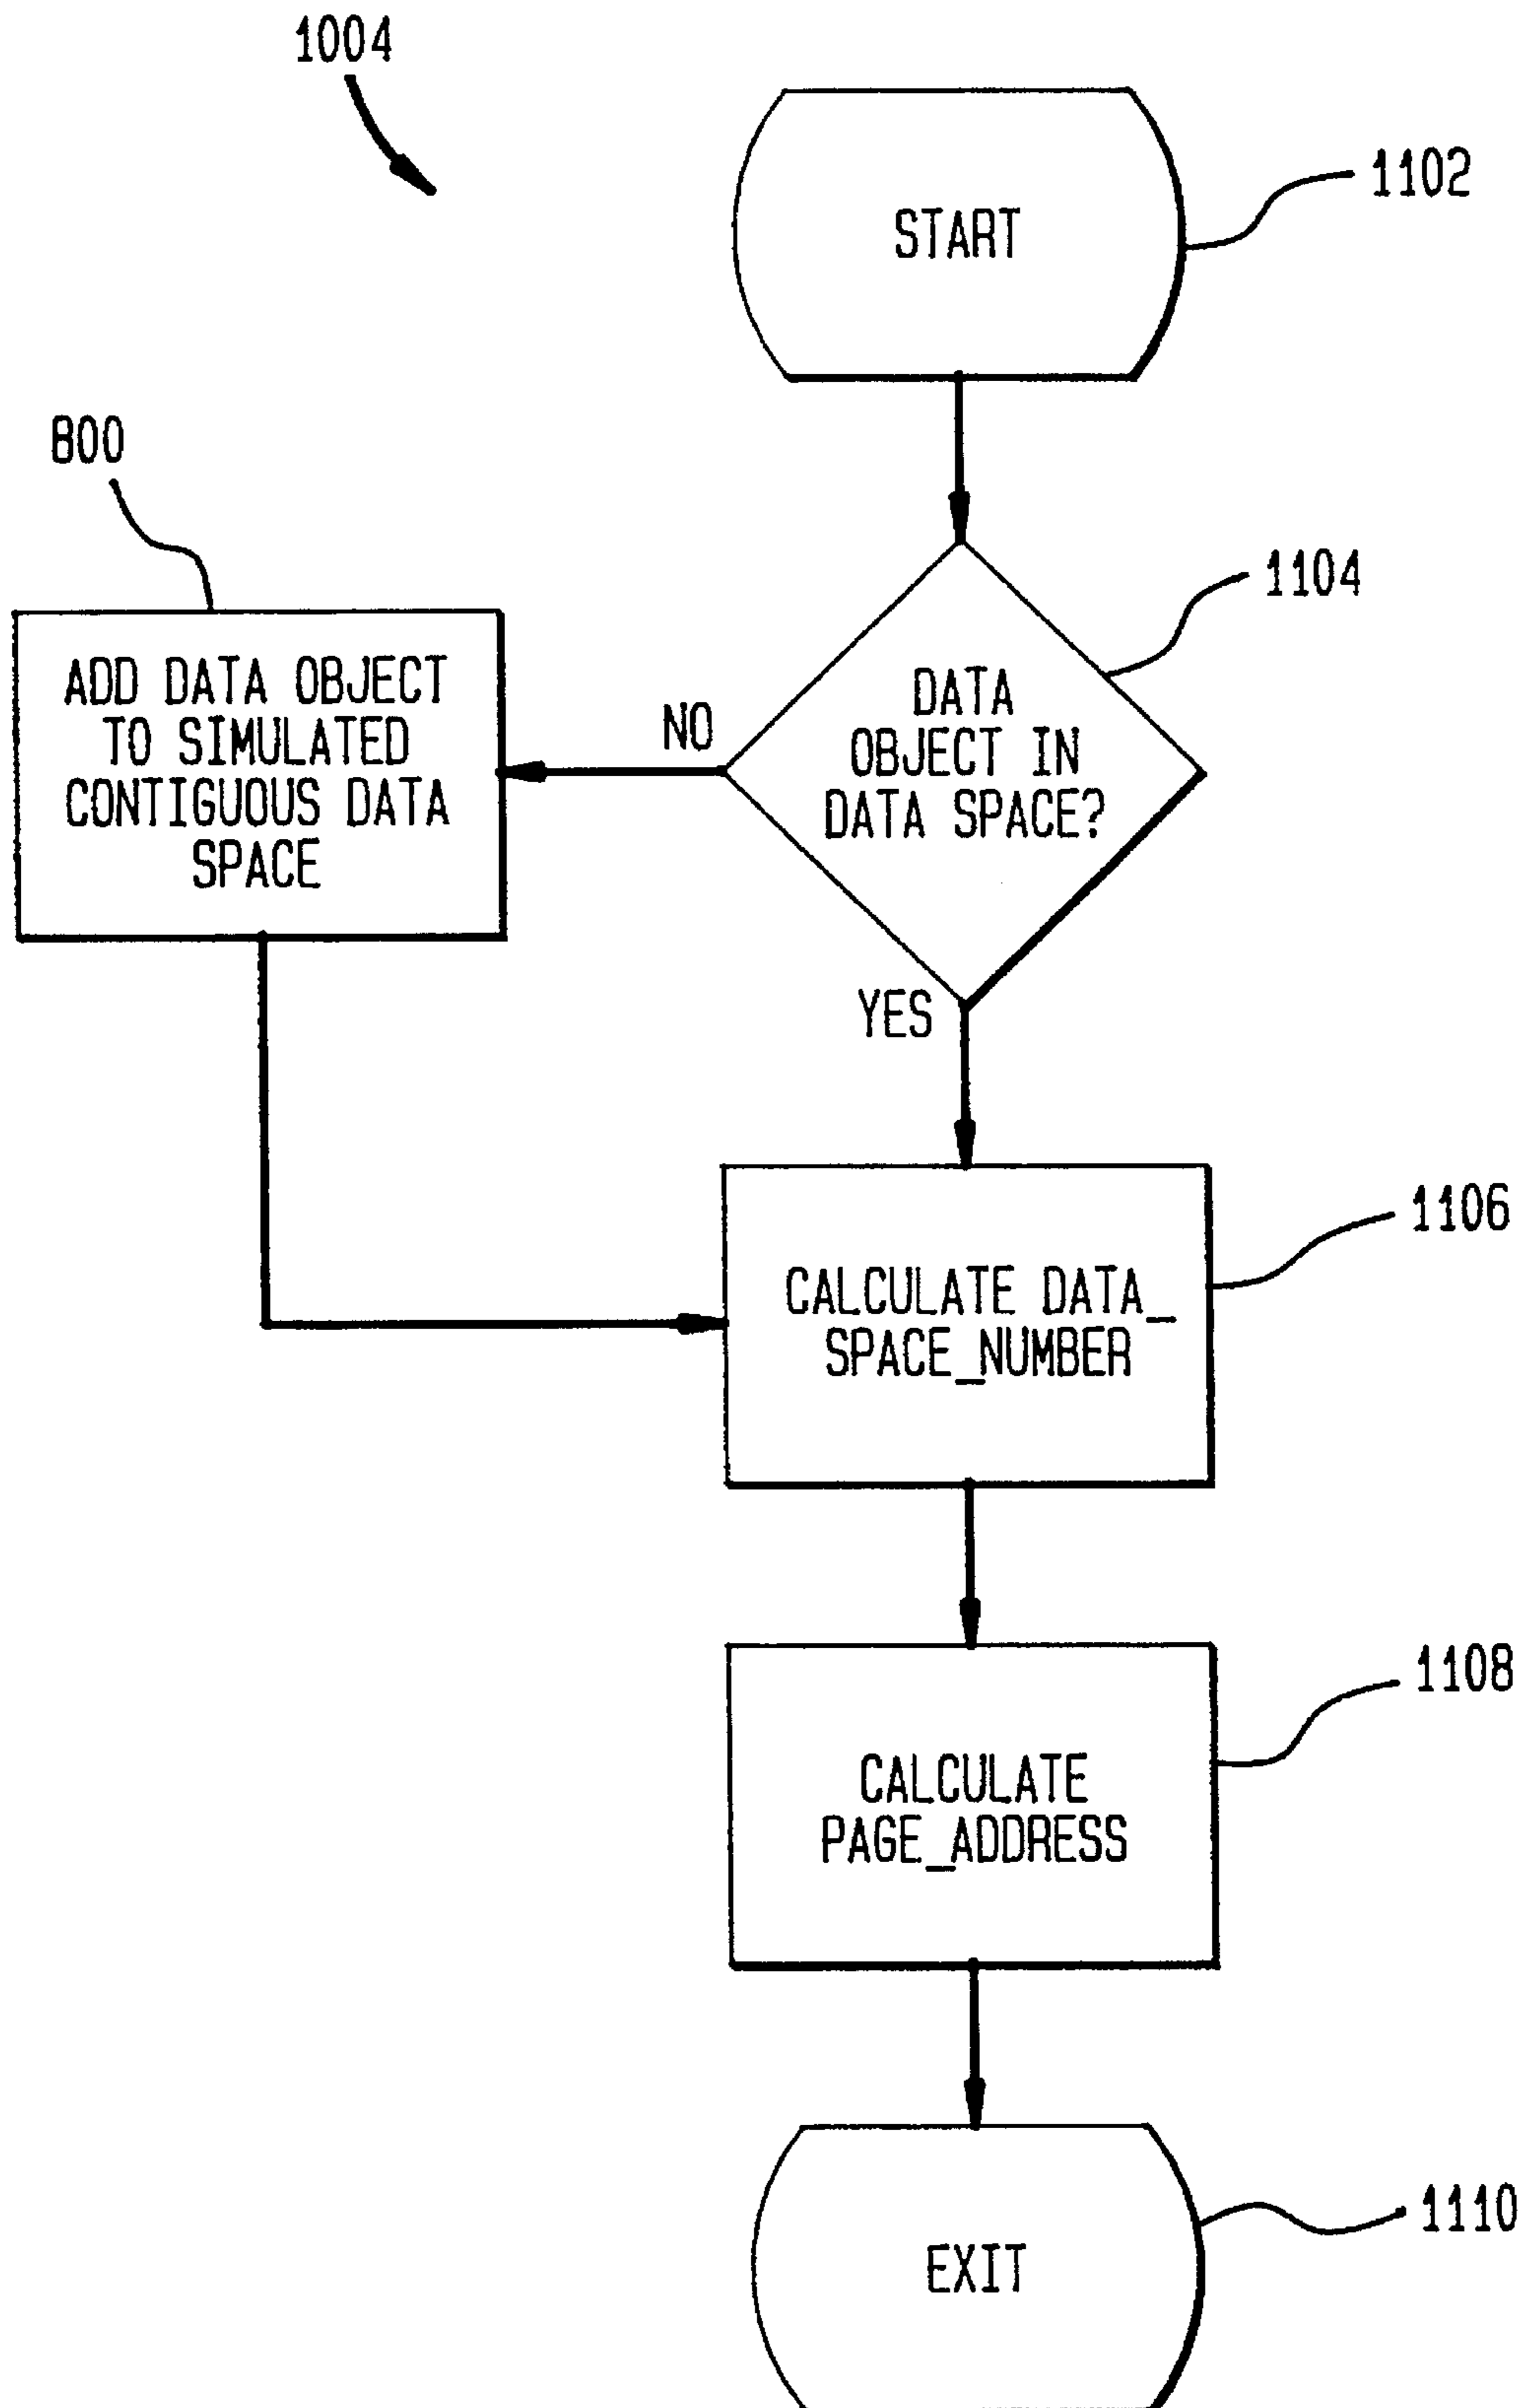 1004
START
1102
800
1104
ADD DATA OBJECT
TO SIMULATED
CONTIGUOUS DATA
SPACE
NO
DATA
OBJECT IN
DATA SPACE?
YES
1106
CALCULATE DATA_
SPACE_NUMBER
1108
CALCULATE
PAGE_ADDRESS
1110
EXIT